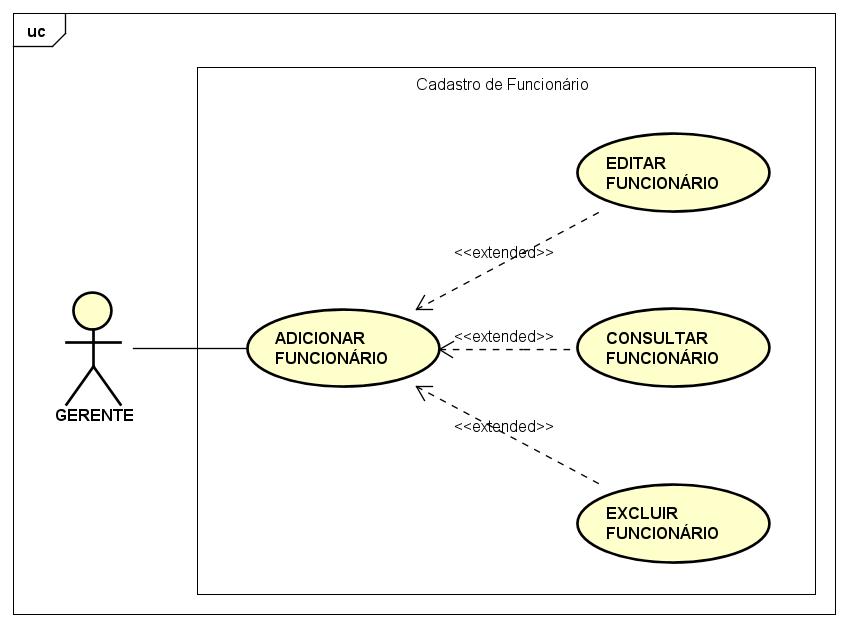 uc
Cadastro de Funcionário
EDITAR
FUNCIONÁRIO
<<extended>>
GERENTE
ADICIONAR
FUNCIONÁRIO
<<extended>>
CONSULTAR
FUNCIONÁRIO
<<extended>>
EXCLUIR
FUNCIONÁRIO